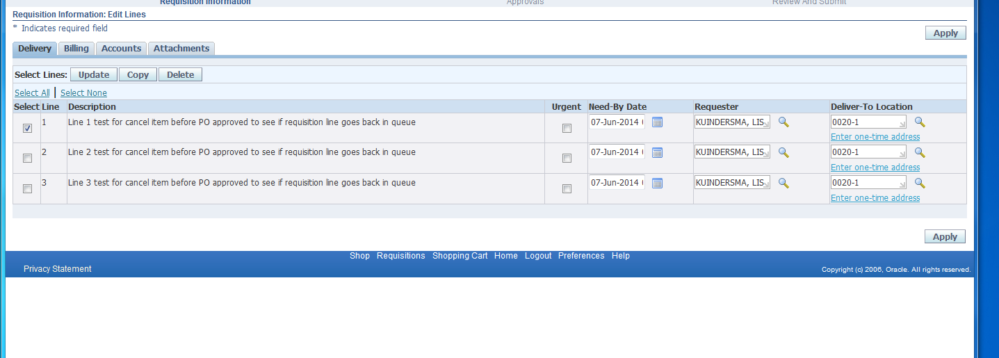 Requisition Information Approvals Review And Submit
Requisition Information: Edit Lines
* Indicates required field
Apply
Delivery Billing Accounts Attachments
Select Lines: Update Copy Delete
Select All | Select None
Select Line Description Urgent Need-By Date Requester Deliver-To Location
1 Line 1 test for cancel item before PO approved to see if requisition line goes back in queue 07-Jun-2014 KUINDERSMA, LIS 0020-1
Enter one-time address
2 Line 2 test for cancel item before PO approved to see if requisition line goes back in queue 07-Jun-2014 KUINDERSMA, LIS 0020-1
Enter one-time address
3 Line 3 test for cancel item before PO approved to see if requisition line goes back in queue 07-Jun-2014 KUINDERSMA, LIS 0020-1
Enter one-time address
Apply
Shop Requisitions Shopping Cart Home Logout Preferences Help
Privacy Statement Copyright (c) 2006, Oracle. All rights reserved.